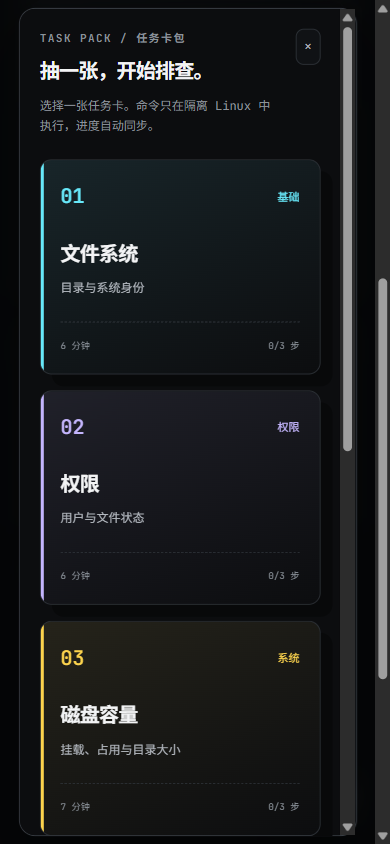 TASK PACK / 任务卡包
×
抽一张，开始排查。
选择一张任务卡。命令只在隔离 Linux 中
执行，进度自动同步。
01
基础
文件系统
目录与系统身份
6 分钟
0/3 步
02
权限
权限
用户与文件状态
6 分钟
0/3 步
03
系统
磁盘容量
挂载、占用与目录大小
7 分钟
0/3 步